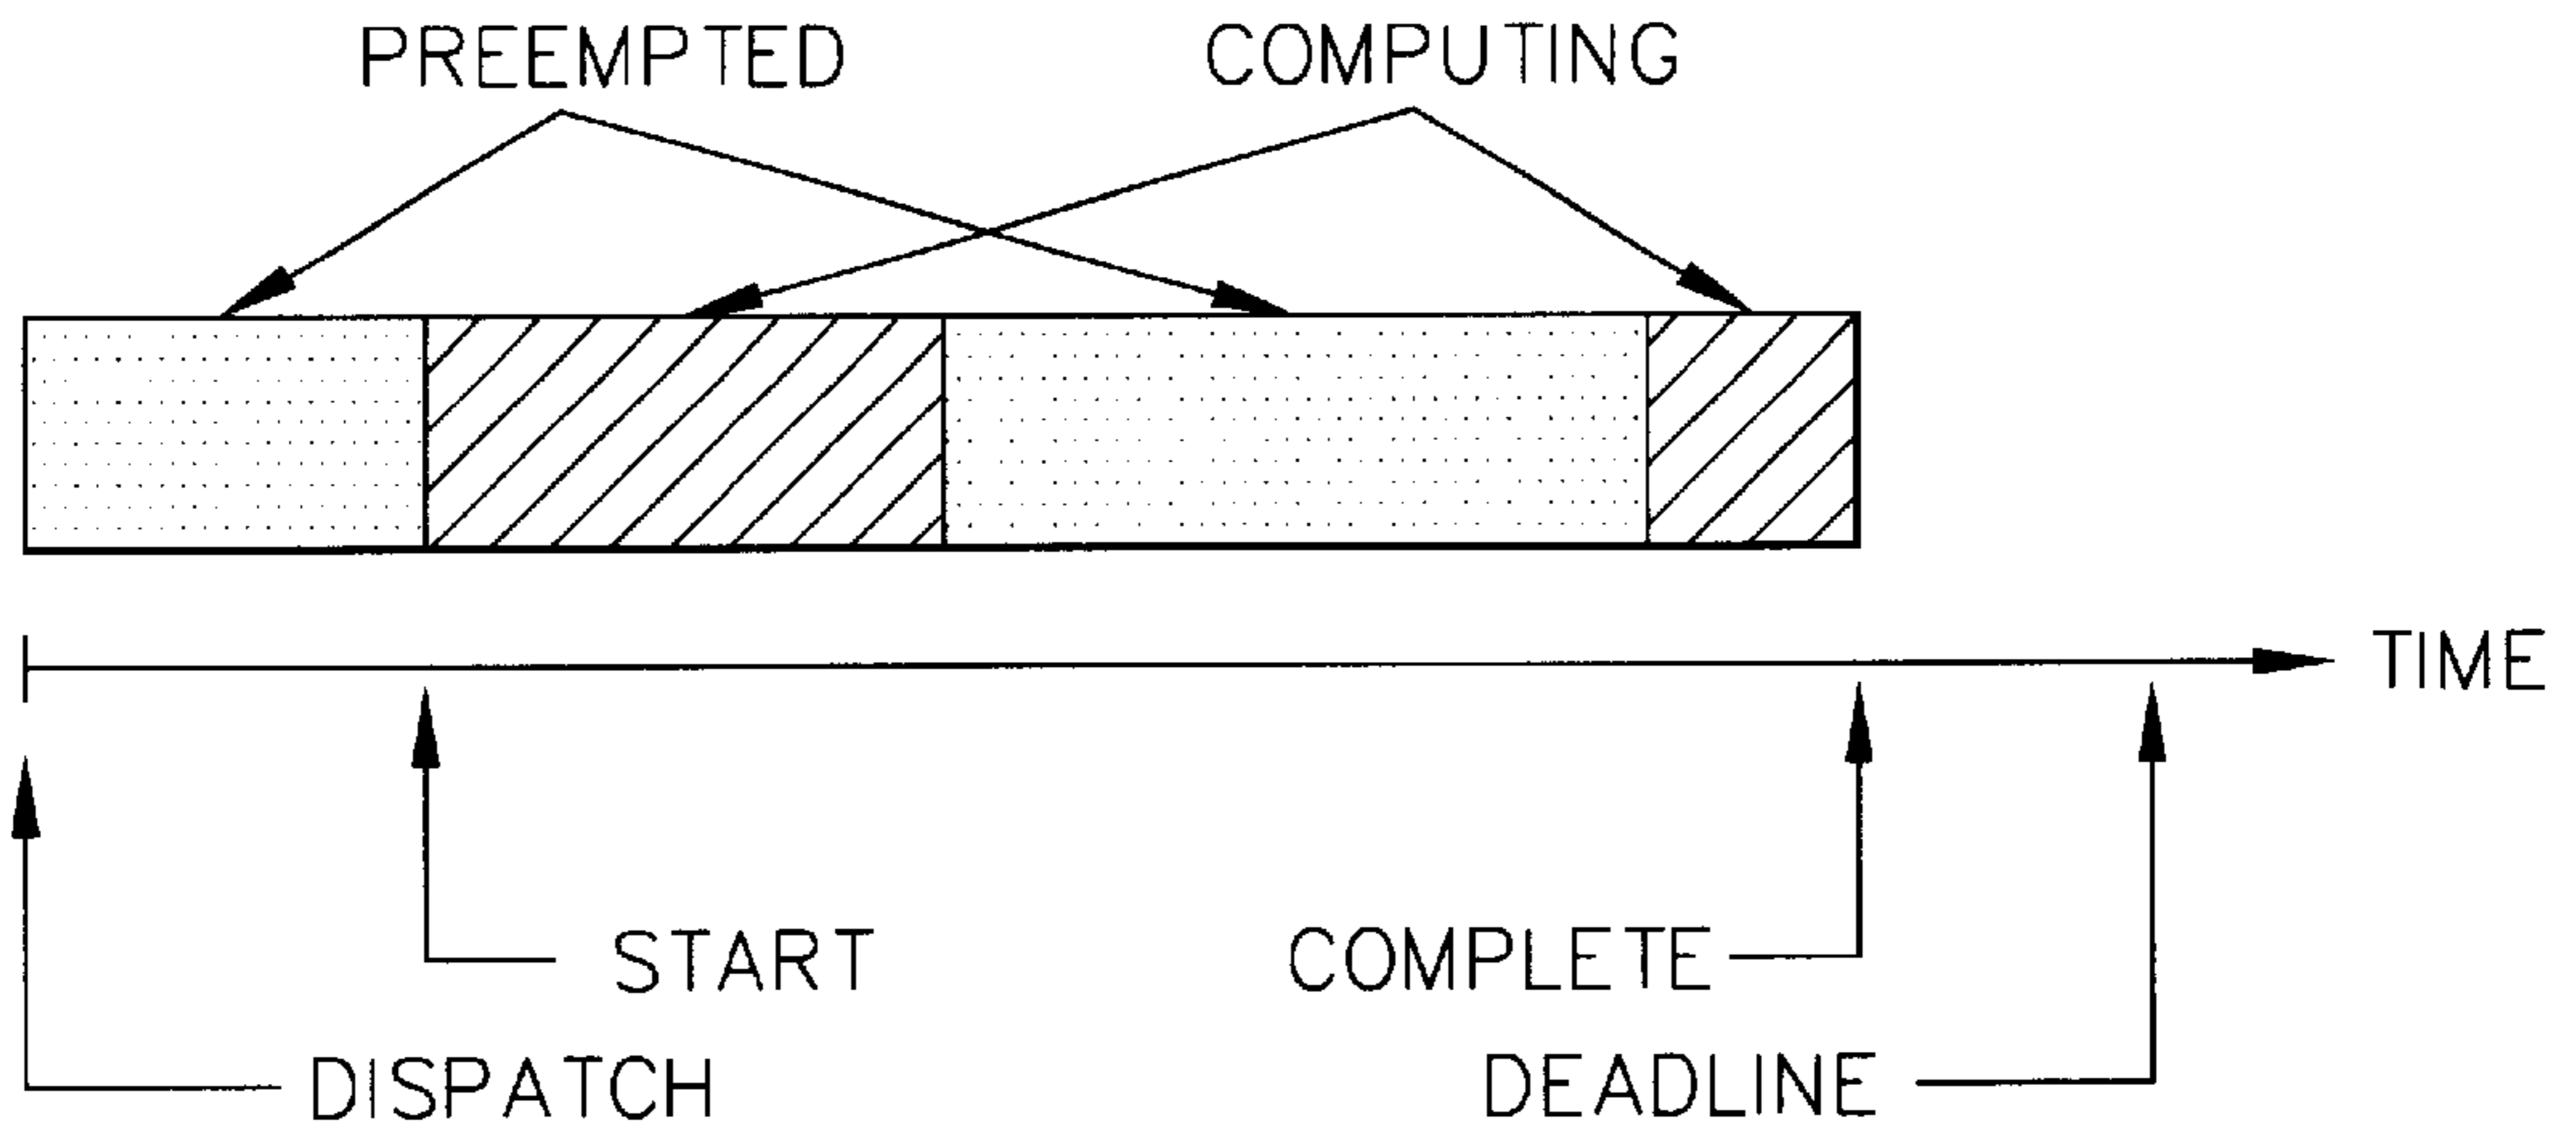 PREEMPTED
COMPUTING
TIME
START
COMPLETE
DISPATCH
DEADLINE